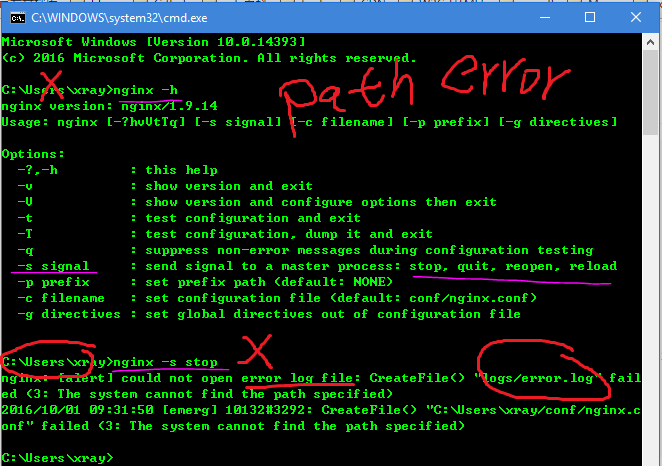 C:\WINDOWS\system32\cmd.exe
Microsoft Windows [Version 10.0.14393]
(c) 2016 Microsoft Corporation. All rights reserved.
X
path error
C:\Users\xray>nginx -h
nginx version: nginx/1.9.14
Usage: nginx [-?hvVtTq] [-s signal] [-c filename] [-p prefix] [-g directives]
Options:
-?,-h : this help
-v : show version and exit
-V : show version and configure options then exit
-t : test configuration and exit
-T : test configuration, dump it and exit
-q : suppress non-error messages during configuration testing
-s signal : send signal to a master process: stop, quit, reopen, reload
-p prefix : set prefix path (default: NONE)
-c filename : set configuration file (default: conf/nginx.conf)
-g directives : set global directives out of configuration file
C:\Users\xray>nginx -s stop X
nginx: [alert] could not open error log file: CreateFile() "logs/error.log" fail
ed (3: The system cannot find the path specified)
2016/10/01 09:31:50 [emerg] 10132#3292: CreateFile() "C:\Users\xray/conf/nginx.c
onf" failed (3: The system cannot find the path specified)
C:\Users\xray>